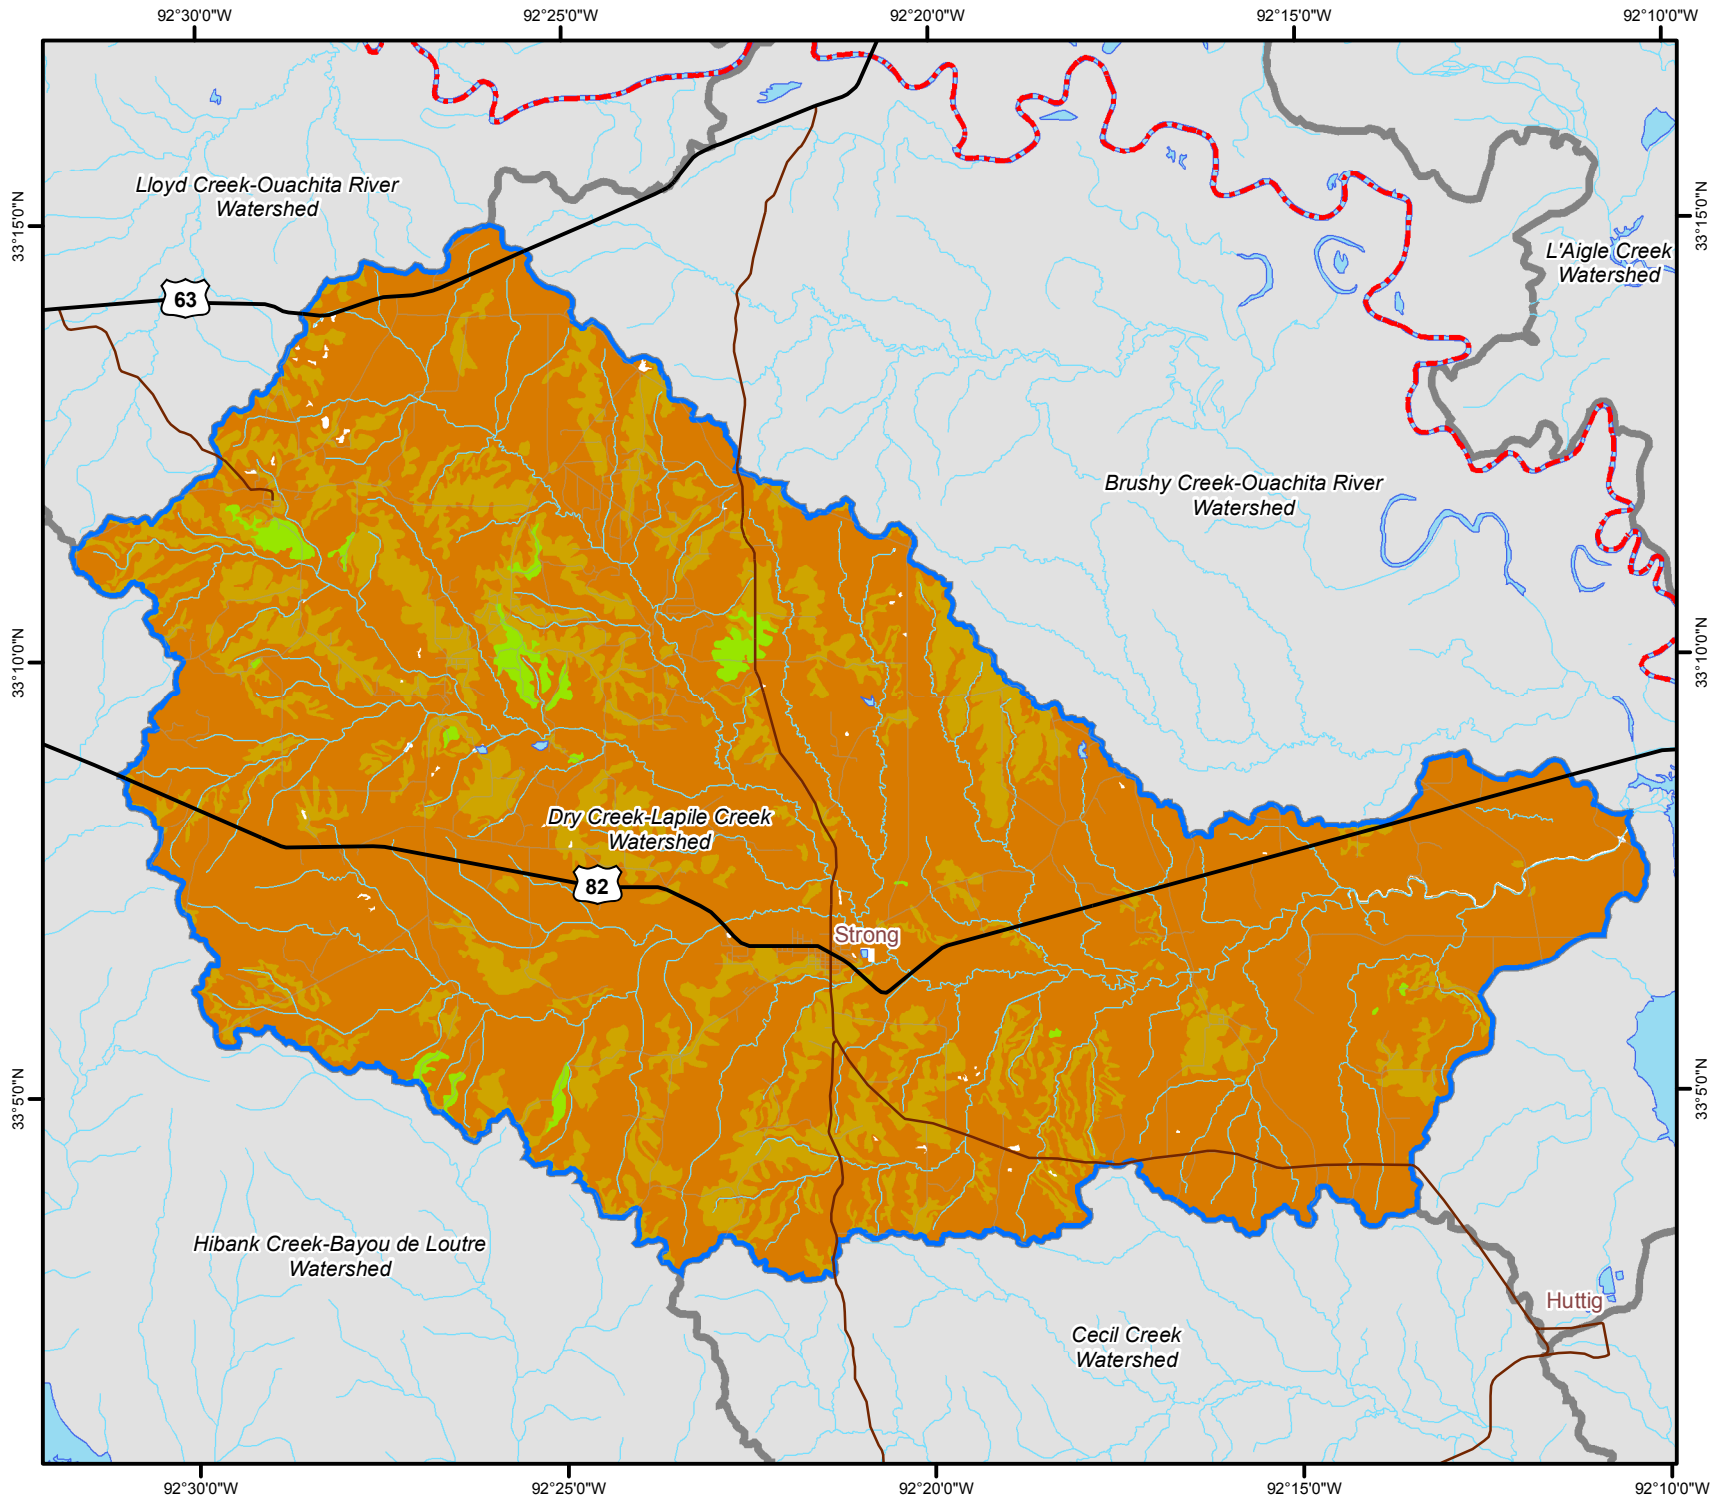 92°30'0"W
92°25'0"W
92°20'0"W
92°15'0"W
92°10'0"W
Lloyd Creek-Ouachita River
Watershed
33°15'0"N
33°15'0"N
L'Aigle Creek
Watershed
63
Brushy Creek-Ouachita River
Watershed
33°10'0"N
33°10'0"N
Dry Creek-Lapile Creek
Watershed
82
Strong
33°5'0"N
33°5'0"N
Hibank Creek-Bayou de Loutre
Watershed
Huttig
Cecil Creek
Watershed
92°30'0"W
92°25'0"W
92°20'0"W
92°15'0"W
92°10'0"W